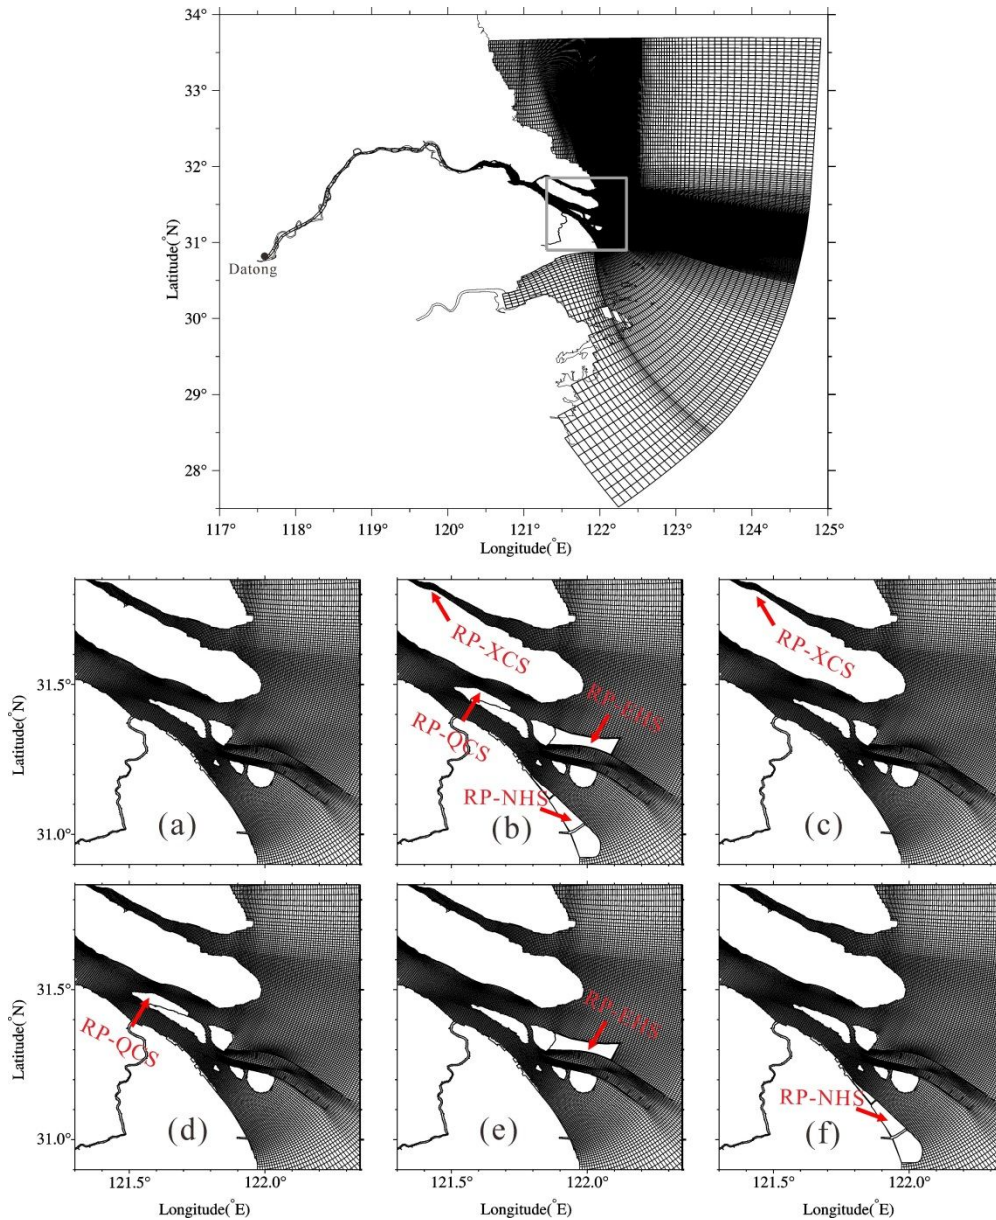 34°
33°
32°
31°
30°
29°
28°
Latitude(°N)
Datong
117° 118° 119° 120° 121° 122° 123° 124° 125°
Longitude(°E)
31.5°
31.0°
Latitude(°N)
(a)
RP-XCS
RP-QCS
RP-EHS
RP-NHS
(b)
RP-XCS
(c)
31.5°
31.0°
Latitude(°N)
RP-QCS
(d)
RP-EHS
(e)
RP-NHS
(f)
121.5° 122.0° 121.5° 122.0° 121.5° 122.0°
Longitude(°E) Longitude(°E) Longitude(°E)